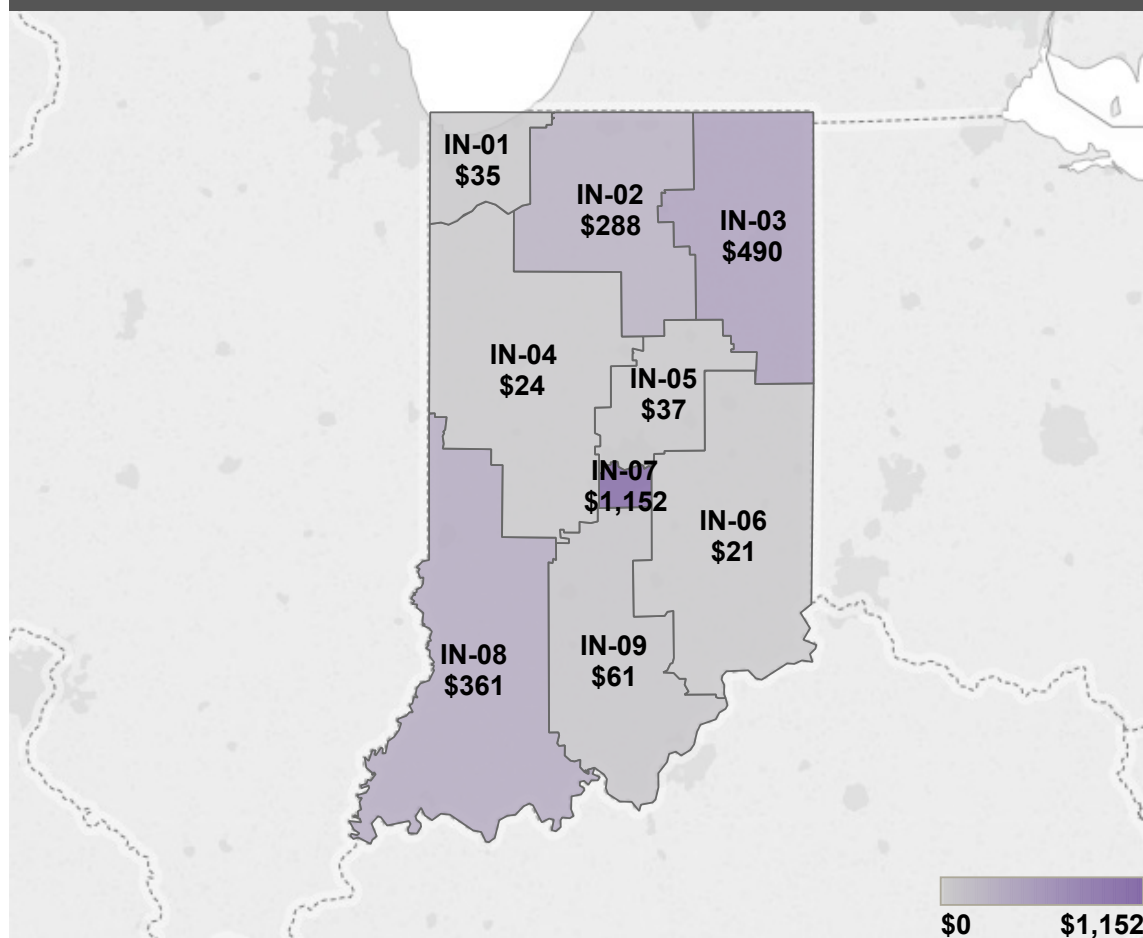 IN-01
$35
IN-02
$288
IN-03
$490
IN-04
$24
IN-05
$37
IN-07
$1,152
IN-06
$21
IN-08
$361
IN-09
$61
$0 $1,152